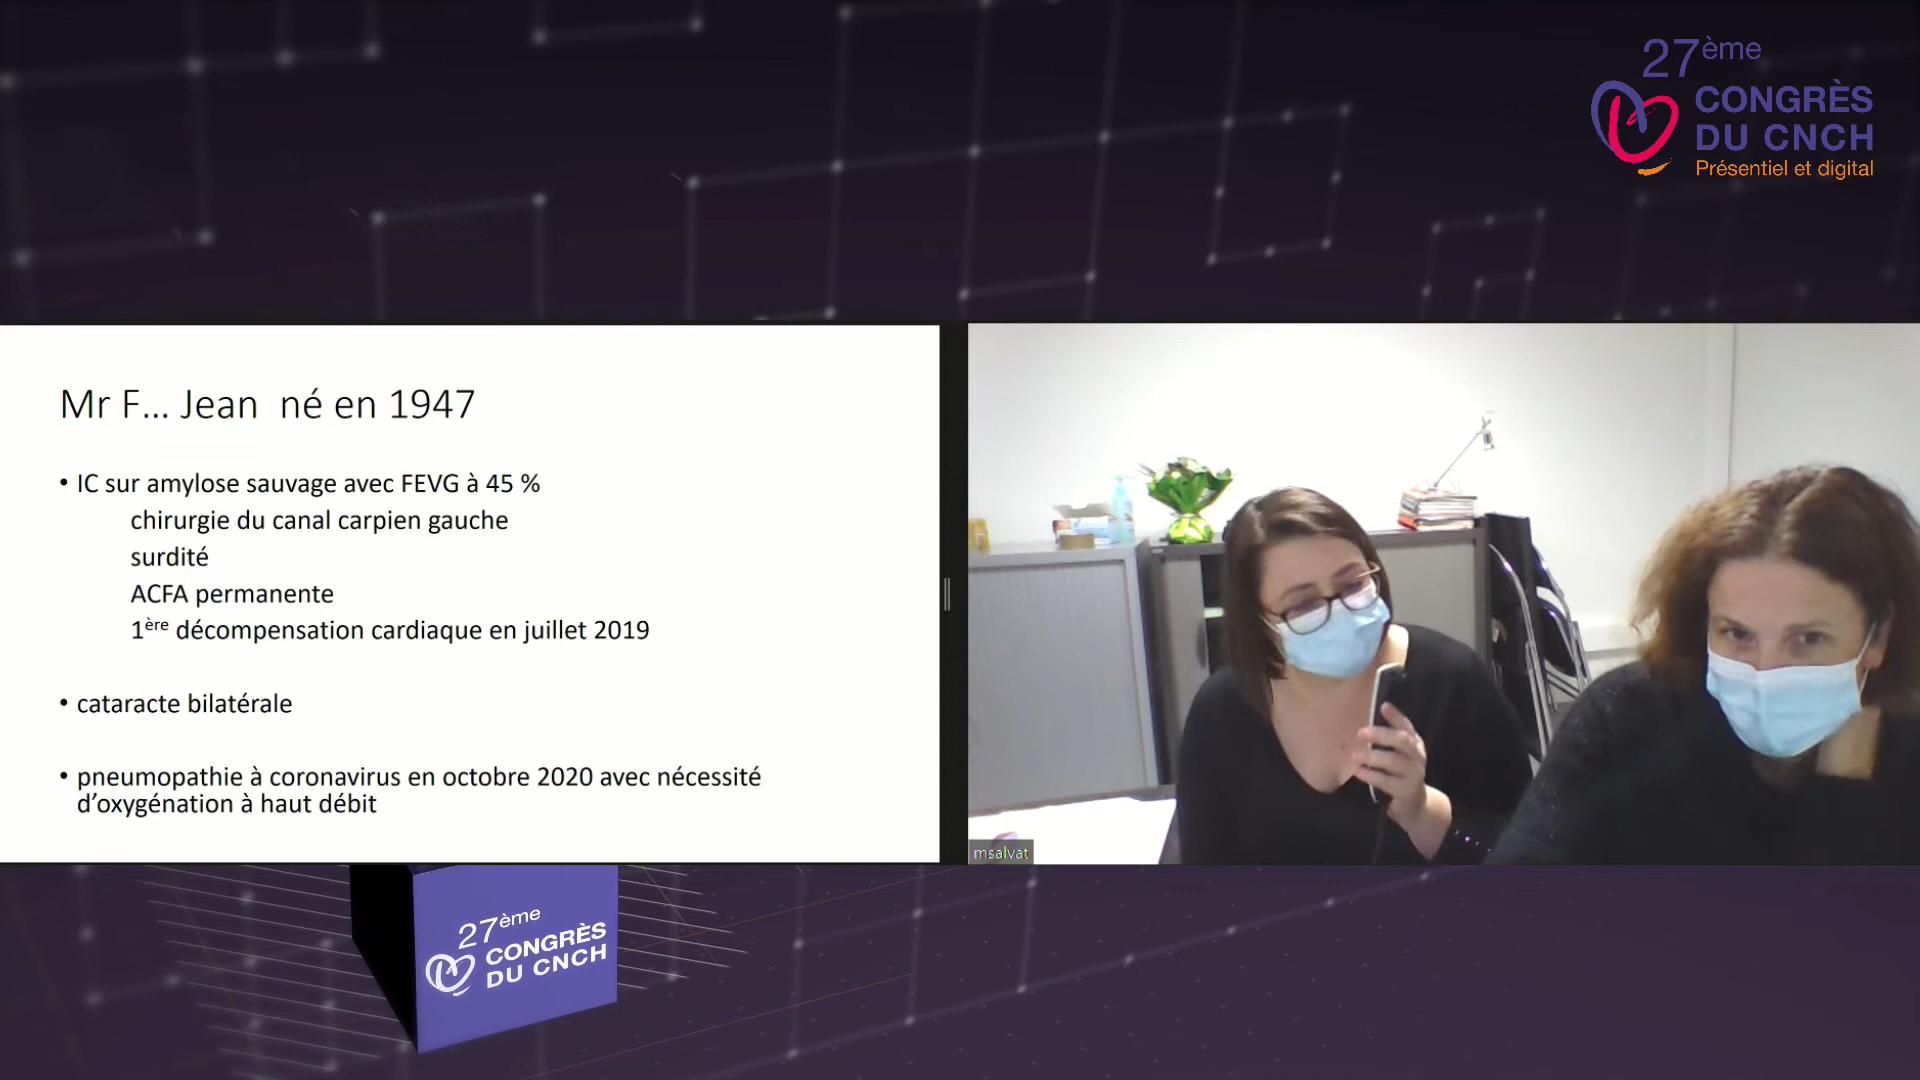 27ème
CONGRÈS
DU CNCH
Présentiel et digital
Mr F... Jean né en 1947
• IC sur amylose sauvage avec FEVG à 45 %
chirurgie du canal carpien gauche
surdité
ACFA permanente
1ère décompensation cardiaque en juillet 2019
• cataracte bilatérale
• pneumopathie à coronavirus en octobre 2020 avec nécessité
d’oxygénation à haut débit
msalvat
27ème
CONGRÈS
DU CNCH